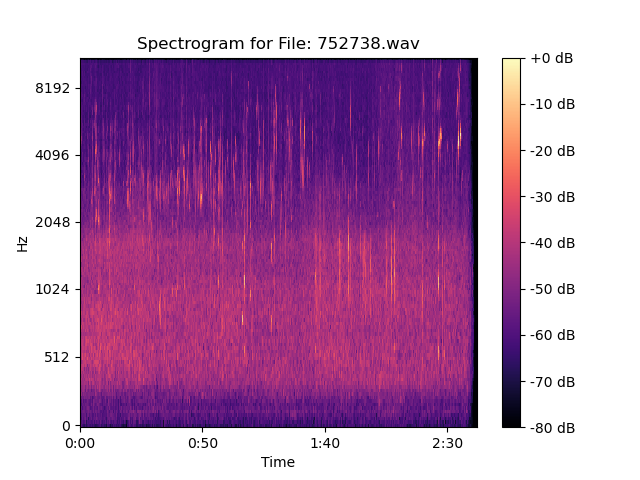 Spectrogram for File: 752738.wav
Hz
8192
4096
2048
1024
512
0
0:00 0:50 1:40 2:30
Time
+0 dB
-10 dB
-20 dB
-30 dB
-40 dB
-50 dB
-60 dB
-70 dB
-80 dB